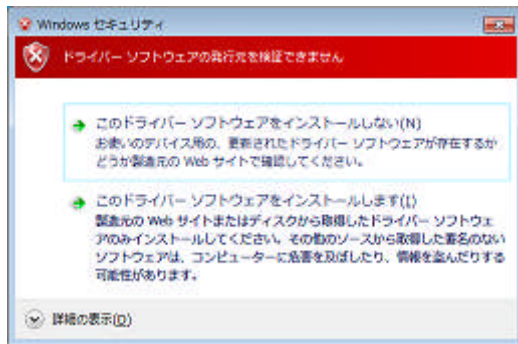 Windows セキュリティ
ドライバー ソフトウェアの発行元を検証できません
このドライバー ソフトウェアをインストールしない(N)
お使いのデバイス用の、更新されたドライバー ソフトウェアが存在するか
どうか製造元の Web サイトで確認してください。
このドライバー ソフトウェアをインストールします(I)
製造元の Web サイトまたはディスクから取得したドライバー ソフトウェ
アのみインストールしてください。その他のソースから取得した署名のない
ソフトウェアは、コンピューターに危害を及ぼしたり、情報を盗んだりする
可能性があります。
詳細の表示(D)